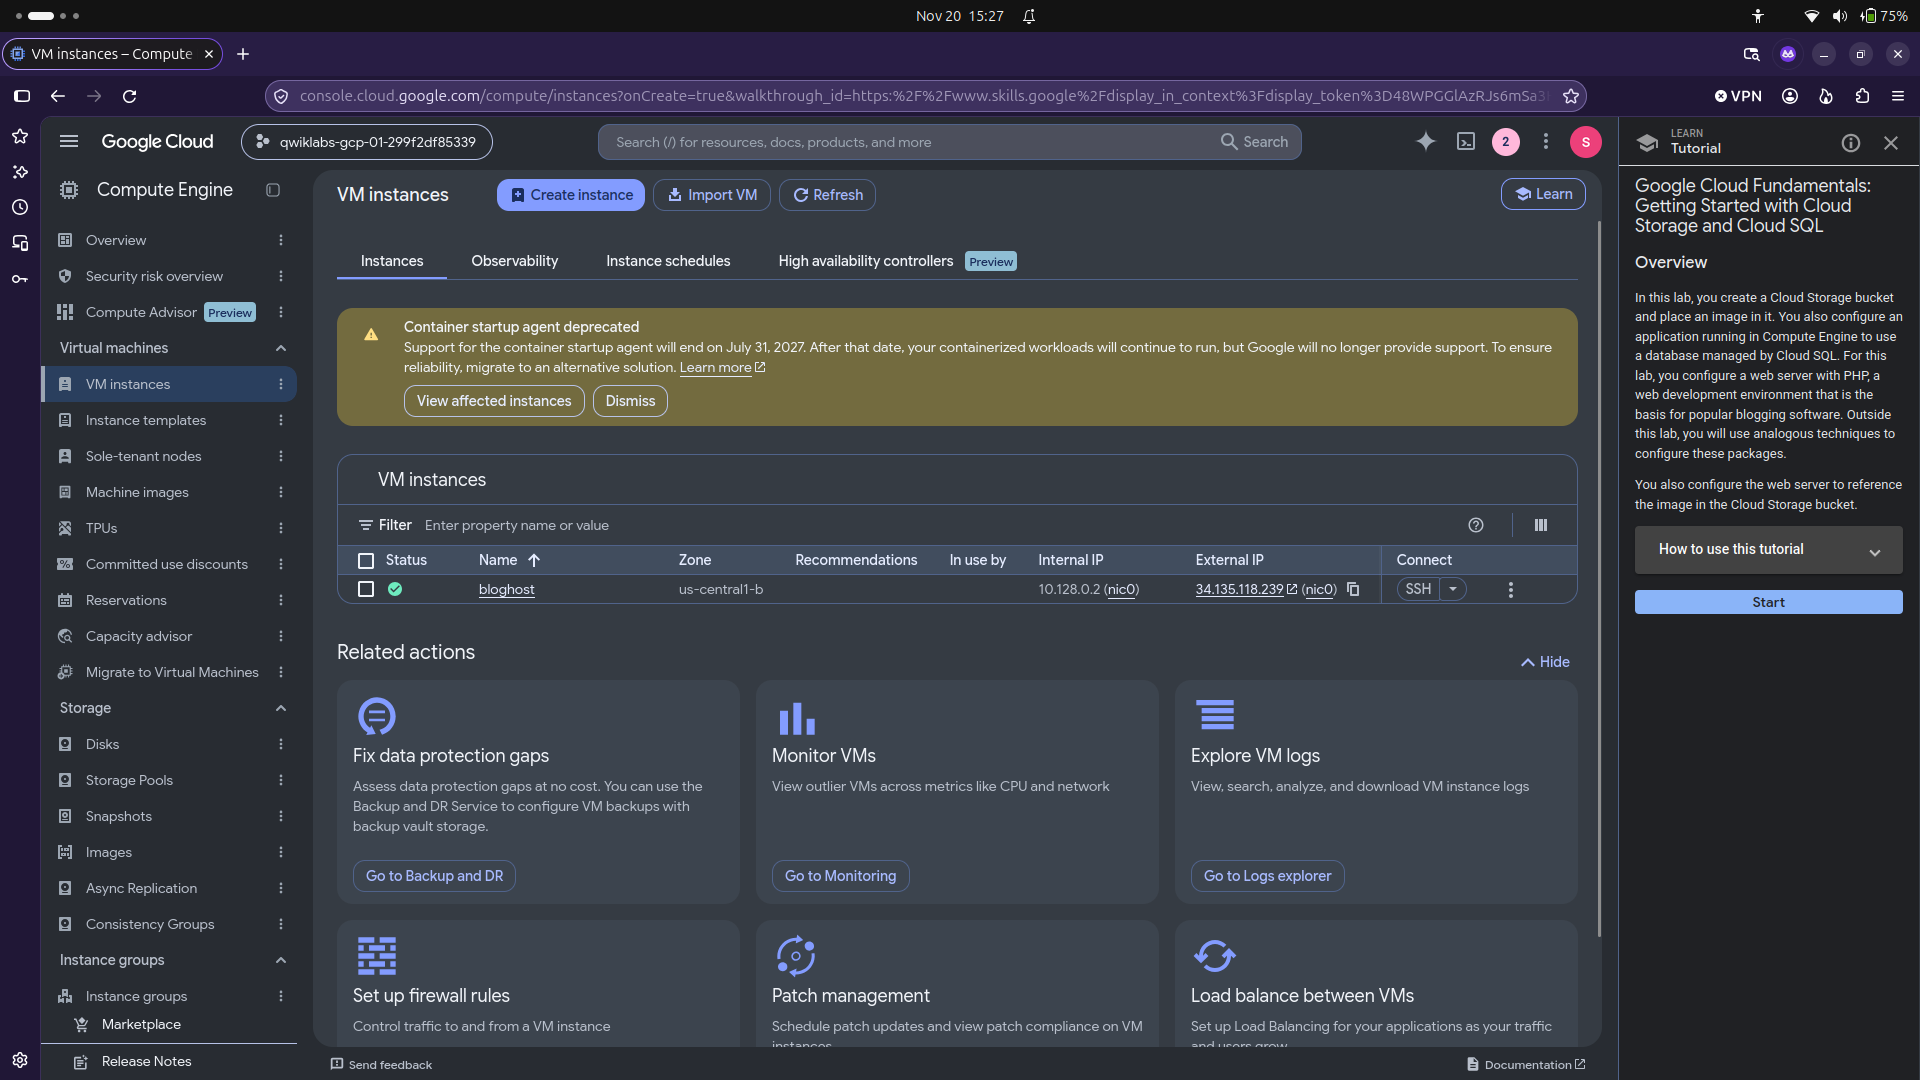 Nov 20 15:27
75%
VM instances – Compute
console.cloud.google.com/compute/instances?onCreate=true&walkthrough_id=https:%2F%2Fwww.skills.google%2Fdisplay_in_context%3Fdisplay_token%3D48WPGGlAzRJs6mSa3
VPN
Google Cloud
qwiklabs-gcp-01-299f2df85339
Search (/) for resources, docs, products, and more
Search
2
S
Compute Engine
Overview
Security risk overview
Compute Advisor Preview
Virtual machines
VM instances
Instance templates
Sole-tenant nodes
Machine images
TPUs
Committed use discounts
Reservations
Capacity advisor
Migrate to Virtual Machines
Storage
Disks
Storage Pools
Snapshots
Images
Async Replication
Consistency Groups
Instance groups
Instance groups
Marketplace
Release Notes
VM instances
Create instance
Import VM
Refresh
Learn
Instances
Observability
Instance schedules
High availability controllers Preview
Container startup agent deprecated
Support for the container startup agent will end on July 31, 2027. After that date, your containerized workloads will continue to run, but Google will no longer provide support. To ensure
reliability, migrate to an alternative solution. Learn more
View affected instances
Dismiss
VM instances
Filter Enter property name or value
Status Name Zone Recommendations In use by Internal IP External IP Connect
bloghost us-central1-b 10.128.0.2 (nic0) 34.135.118.239 (nic0) SSH
Related actions
Hide
Fix data protection gaps
Assess data protection gaps at no cost. You can use the
Backup and DR Service to configure VM backups with
backup vault storage.
Go to Backup and DR
Monitor VMs
View outlier VMs across metrics like CPU and network
Go to Monitoring
Explore VM logs
View, search, analyze, and download VM instance logs
Go to Logs explorer
Set up firewall rules
Control traffic to and from a VM instance
Patch management
Schedule patch updates and view patch compliance on VM
instances
Load balance between VMs
Set up Load Balancing for your applications as your traffic
and users grow
Send feedback
Documentation
LEARN
Tutorial
Google Cloud Fundamentals:
Getting Started with Cloud
Storage and Cloud SQL
Overview
In this lab, you create a Cloud Storage bucket
and place an image in it. You also configure an
application running in Compute Engine to use
a database managed by Cloud SQL. For this
lab, you configure a web server with PHP, a
web development environment that is the
basis for popular blogging software. Outside
this lab, you will use analogous techniques to
configure these packages.
You also configure the web server to reference
the image in the Cloud Storage bucket.
How to use this tutorial
Start